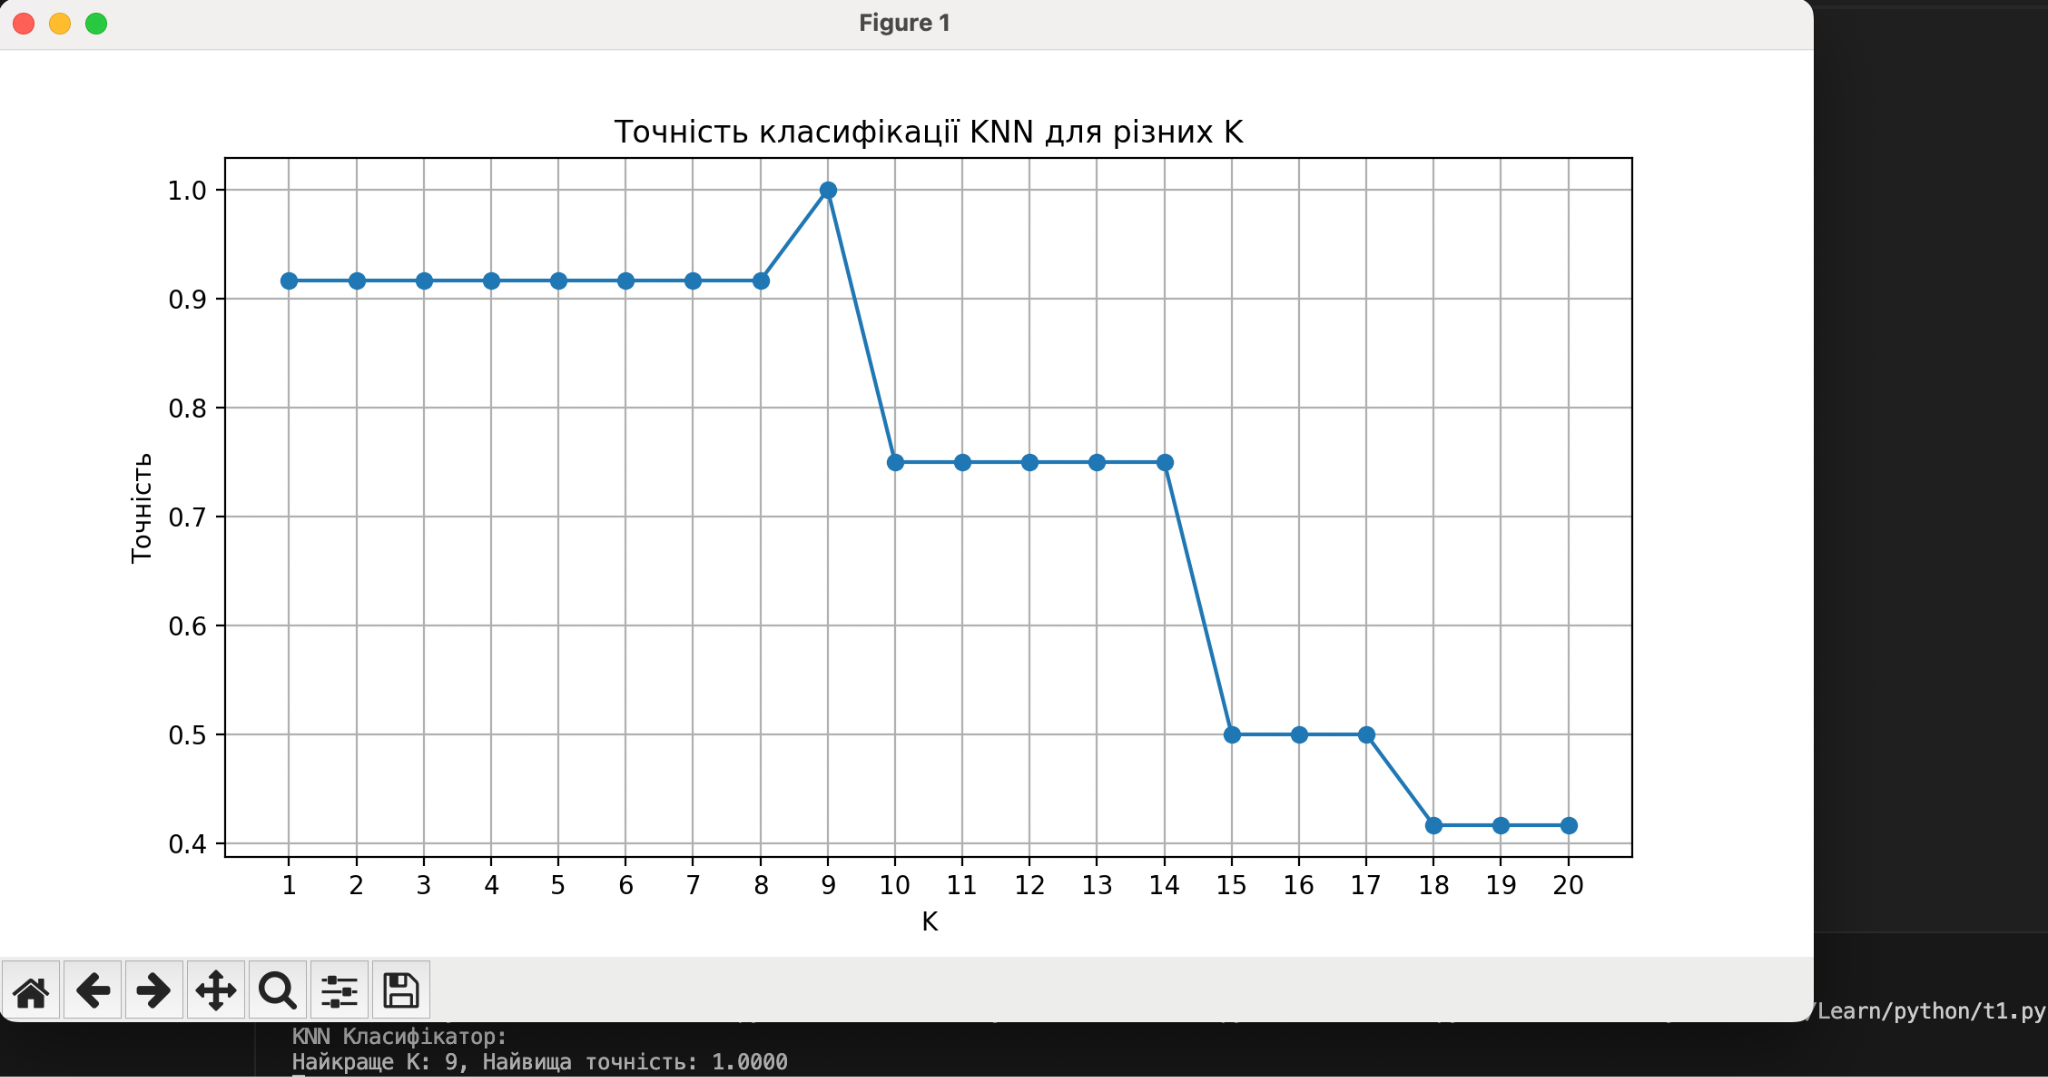 Figure 1
Точність класифікації KNN для різних K
1.0
0.9
0.8
0.7
0.6
0.5
0.4
Точність
1 2 3 4 5 6 7 8 9 10 11 12 13 14 15 16 17 18 19 20
K
/Learn/python/t1.py
KNN Класифікатор:
Найкраще K: 9, Найвища точність: 1.0000